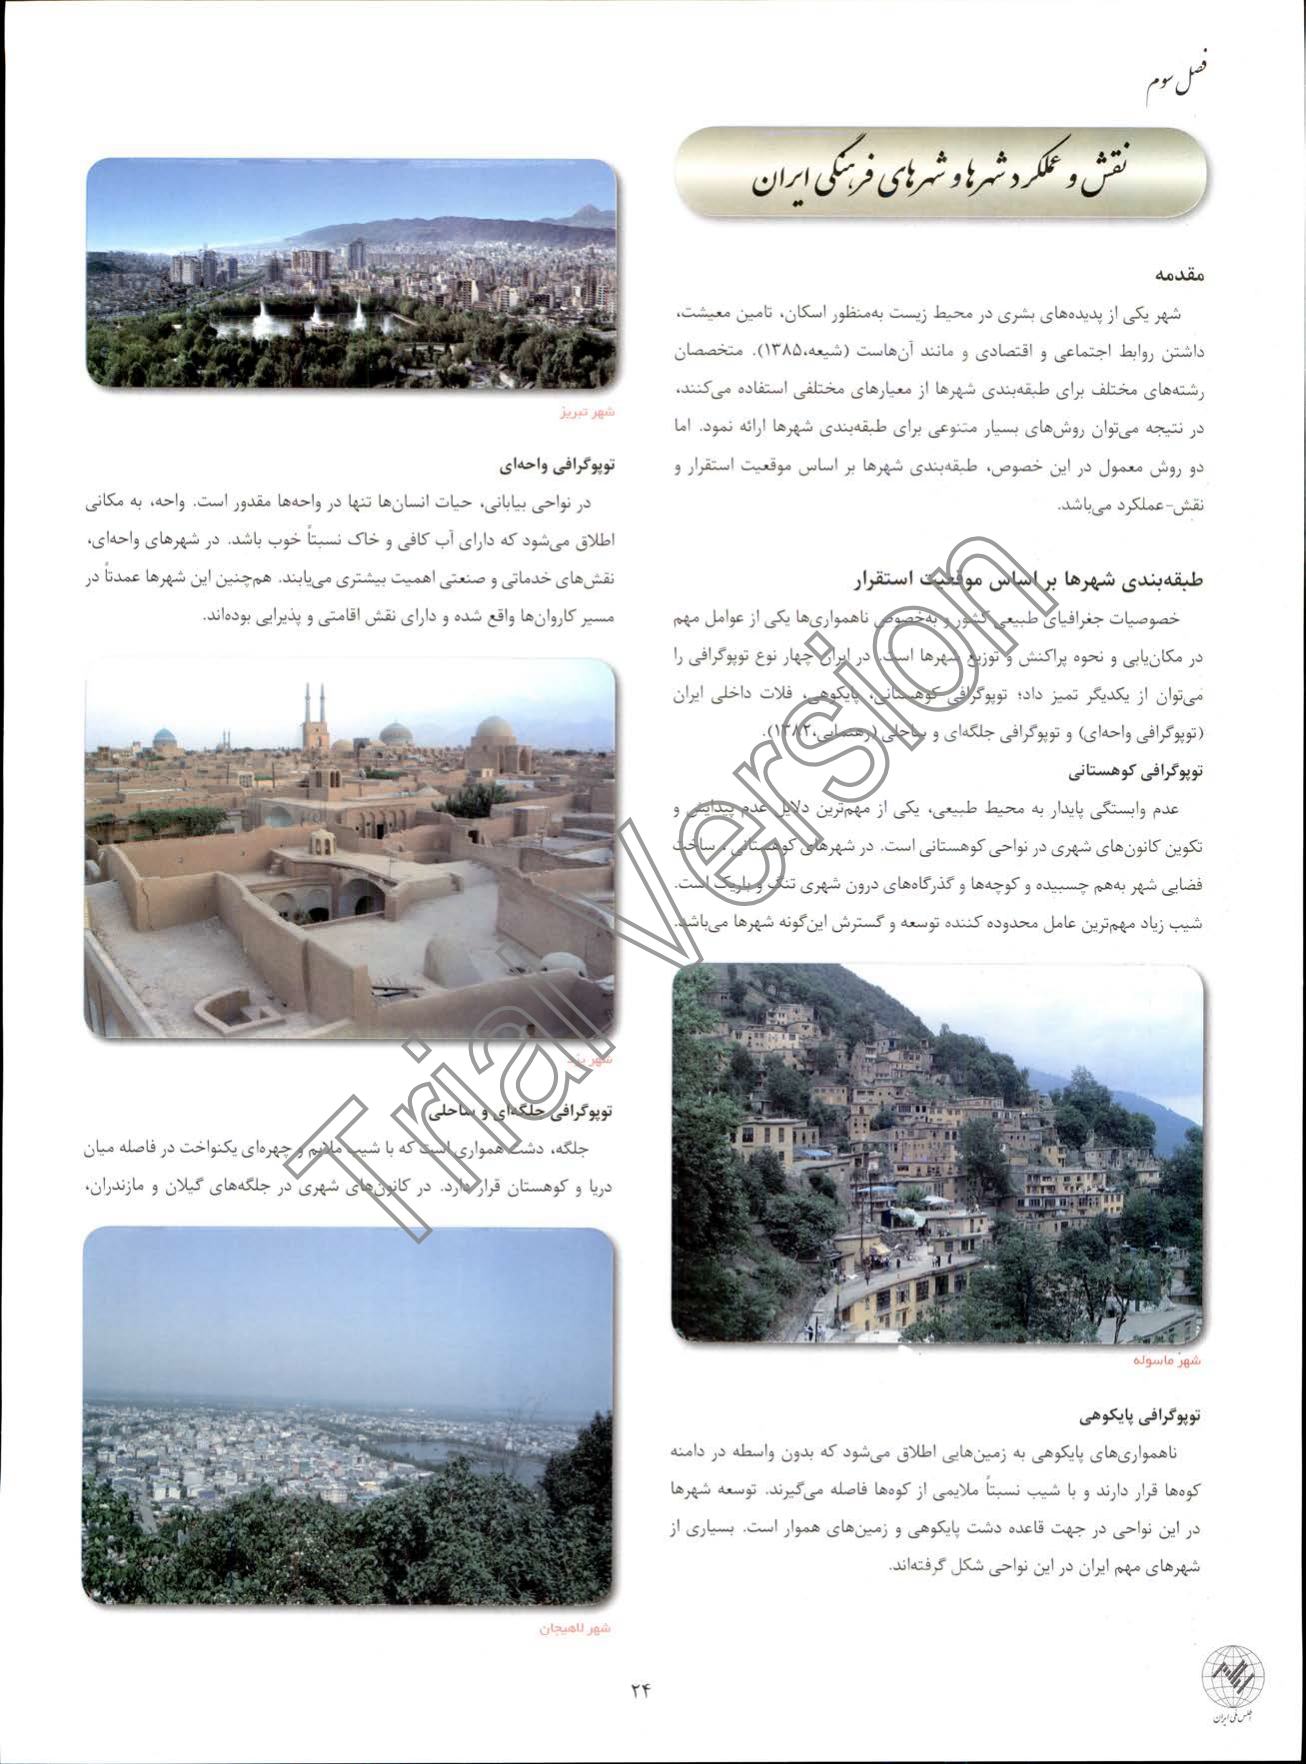 فصل سوم
نقش و عملکرد شهرها و شهرهای فرهنگی ایران
مقدمه
شهر یکی از پدیده‌های بشری در محیط زیست به‌منظور اسکان، تامین معیشت،
داشتن روابط اجتماعی و اقتصادی و مانند آن‌هاست (شیعه،۱۳۸۵). متخصصان
رشته‌های مختلف برای طبقه‌بندی شهرها از معیارهای مختلفی استفاده می‌کنند،
در نتیجه می‌توان روش‌های بسیار متنوعی برای طبقه‌بندی شهرها ارائه نمود. اما
دو روش معمول در این خصوص، طبقه‌بندی شهرها بر اساس موقعیت استقرار و
نقش-عملکرد می‌باشد.
طبقه‌بندی شهرها بر اساس موقعیت استقرار
خصوصیات جغرافیای طبیعی کشور و به‌خصوص ناهمواری‌ها یکی از عوامل مهم
در مکان‌یابی و نحوه پراکنش و توزیع شهرها است. در ایران چهار نوع توپوگرافی را
می‌توان از یکدیگر تمیز داد؛ توپوگرافی کوهستانی، پایکوهی، فلات داخلی ایران
(توپوگرافی واحه‌ای) و توپوگرافی جلگه‌ای و ساحلی (رهنمایی،۱۳۸۲).
توپوگرافی کوهستانی
عدم وابستگی پایدار به محیط طبیعی، یکی از مهم‌ترین دلایل عدم پیدایش و
تکوین کانون‌های شهری در نواحی کوهستانی است. در شهرهای کوهستانی ، ساخت
فضایی شهر به‌هم چسبیده و کوچه‌ها و گذرگاه‌های درون شهری تنگ و باریک است.
شیب زیاد مهم‌ترین عامل محدوده کننده توسعه و گسترش این‌گونه شهرها می‌باشد.
شهر ماسوله
توپوگرافی پایکوهی
ناهمواری‌های پایکوهی به زمین‌هایی اطلاق می‌شود که بدون واسطه در دامنه
کوه‌ها قرار دارند و با شیب نسبتاً ملایمی از کوه‌ها فاصله می‌گیرند. توسعه شهرها
در این نواحی در جهت قاعده دشت پایکوهی و زمین‌های هموار است. بسیاری از
شهرهای مهم ایران در این نواحی شکل گرفته‌اند.
شهر تبریز
توپوگرافی واحه‌ای
در نواحی بیابانی، حیات انسان‌ها تنها در واحه‌ها مقدور است. واحه، به مکانی
اطلاق می‌شود که دارای آب کافی و خاک نسبتاً خوب باشد. در شهرهای واحه‌ای،
نقش‌های خدماتی و صنعتی اهمیت بیشتری می‌یابند. هم‌چنین این شهرها عمدتاً در
مسیر کاروان‌ها واقع شده و دارای نقش اقامتی و پذیرایی بوده‌اند.
شهر یزد
توپوگرافی جلگه‌ای و ساحلی
جلگه، دشت همواری است که با شیب ملایم و چهره‌ای یکنواخت در فاصله میان
دریا و کوهستان قرار دارد. در کانون‌های شهری در جلگه‌های گیلان و مازندران،
شهر لاهیجان
۲۴
اطلس ملی ایران
Trial Version